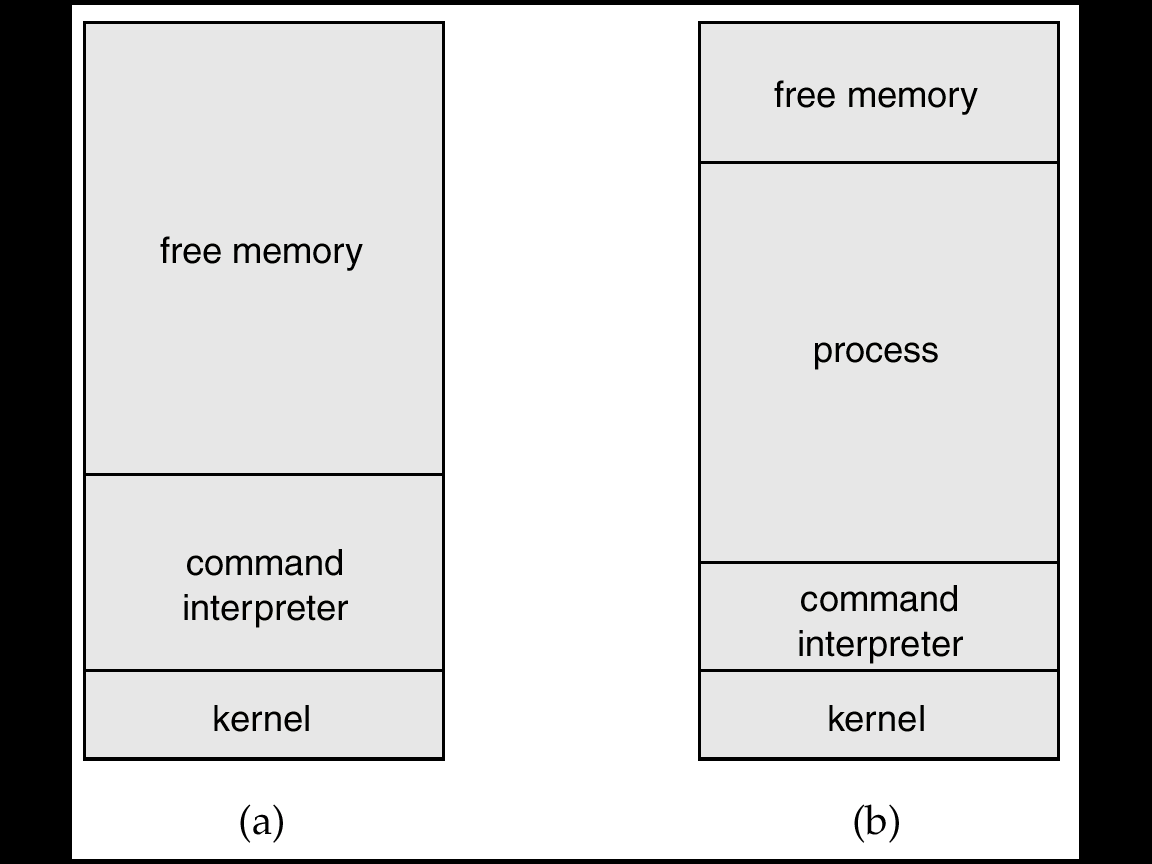 free memory
command
interpreter
kernel
(a)
free memory
process
command
interpreter
kernel
(b)